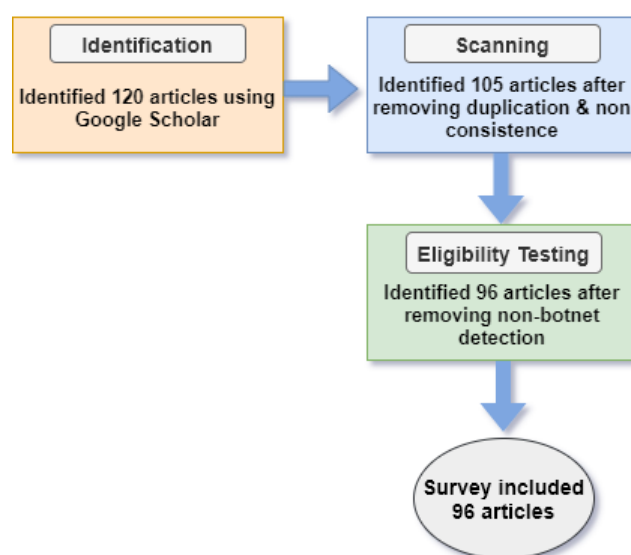 Identification
Identified 120 articles using
Google Scholar
Scanning
Identified 105 articles after
removing duplication & non
consistence
Eligibility Testing
Identified 96 articles after
removing non-botnet
detection
Survey included
96 articles